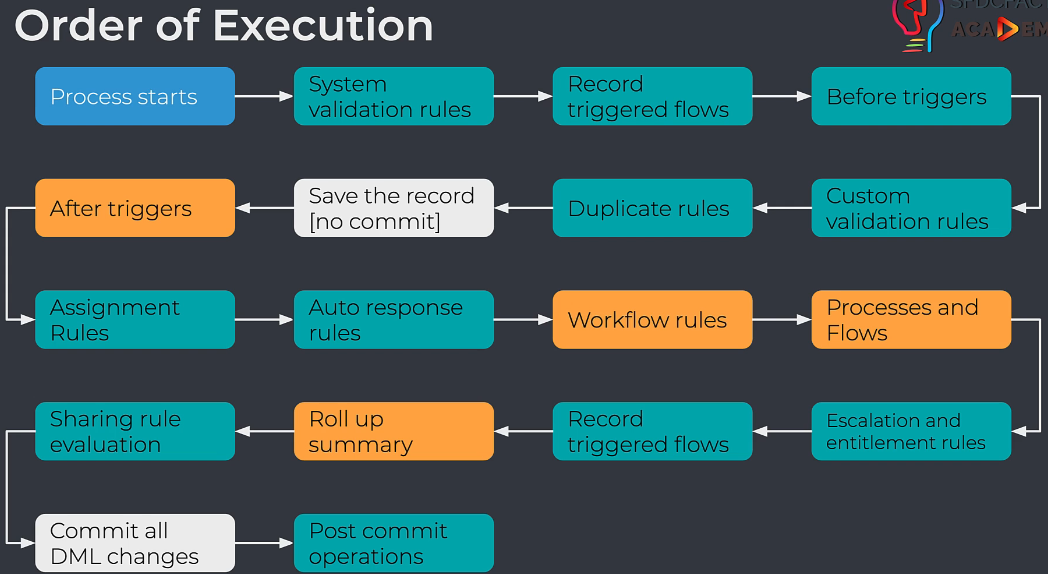 Order of Execution
ACADEM
Process starts
System
validation rules
Record
triggered flows
Before triggers
After triggers
Save the record
[no commit]
Duplicate rules
Custom
validation rules
Assignment
Rules
Auto response
rules
Workflow rules
Processes and
Flows
Sharing rule
evaluation
Roll up
summary
Record
triggered flows
Escalation and
entitlement rules
Commit all
DML changes
Post commit
operations